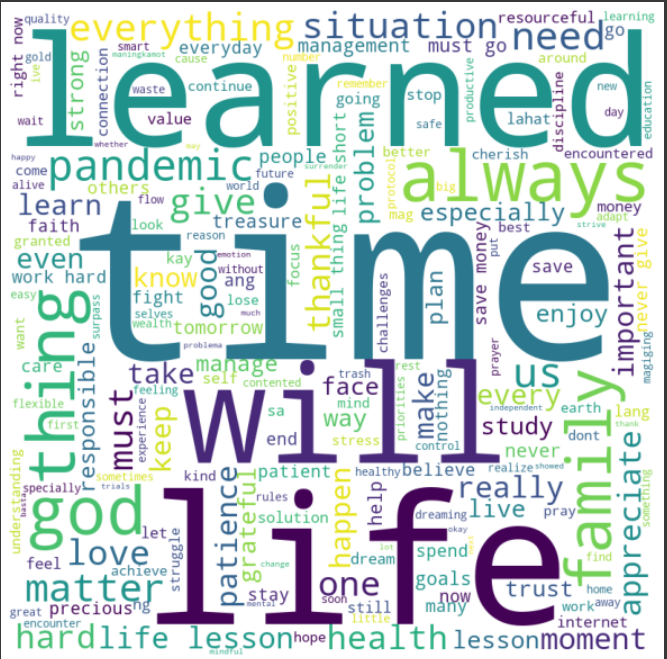 quality
everything
situation
resourceful
learning
need
go
right now
gold
ive
smart
maningkamot
cause
everyday
management
number
must go
around
learned
strong
connection
waste
continue
positive
remember
going
stop
productive
discipline
new
day
education
wait
value
safe
lahat
happy
whether
may
pandemic
people
surrender
problem
better
always
cherish
encountered
come
alive
others
flow
give
world
future
thankful
small thing
life short
protocol
mag
big
especially
money
adapt
learn
faith
look
reason
treasure
best
strive
granted
time
even
kay
without
emotion
focus
put
important
never give
work hard
know
good
ang
save money
save
easy
fight
lose
challenges
plan
enjoy
want
surpass
selves
wealth
much
tomorrow
prayer
magiging
thing
problema
trash
rest
care
responsible
take
manage
will
face
us
self
contented
make
nothing
every
independent
earth
flexible
must
experience
feeling
keep
sa
mind
way
priorities
family
lang
first
end
stress
control
study
never
dont
thank
understanding
sometimes
kind
patient
healthy
believe
realize
showed
appreciate
something
specially
basta
trials
god
patience
grateful
rules
happen
help
really
dreaming
live
pray
let
solution
okay
feel
love
struggle
life
find
achieve
change
dream
lot
spend
next
matter
stay
one
goals
trust
home
away
great
precious
ng
mental
soon
still
now
many
work
internet
encounter
little
hard
life lesson
hope
health
lesson
moment
mindful